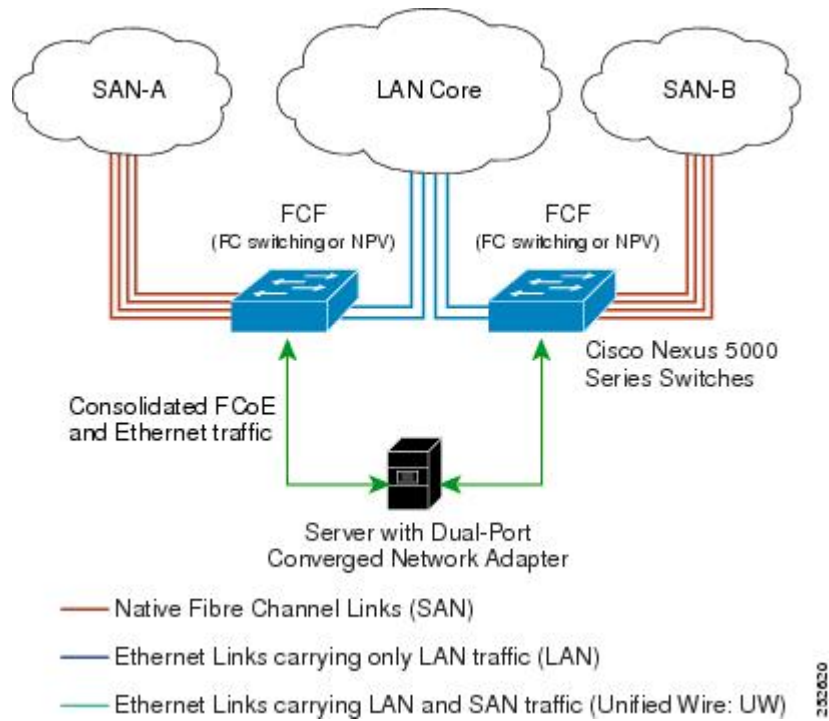 SAN-A
LAN Core
SAN-B
FCF
(FC switching or NPV)
FCF
(FC switching or NPV)
Cisco Nexus 5000
Series Switches
Consolidated FCoE
and Ethernet traffic
Server with Dual-Port
Converged Network Adapter
Native Fibre Channel Links (SAN)
Ethernet Links carrying only LAN traffic (LAN)
Ethernet Links carrying LAN and SAN traffic (Unified Wire: UW)